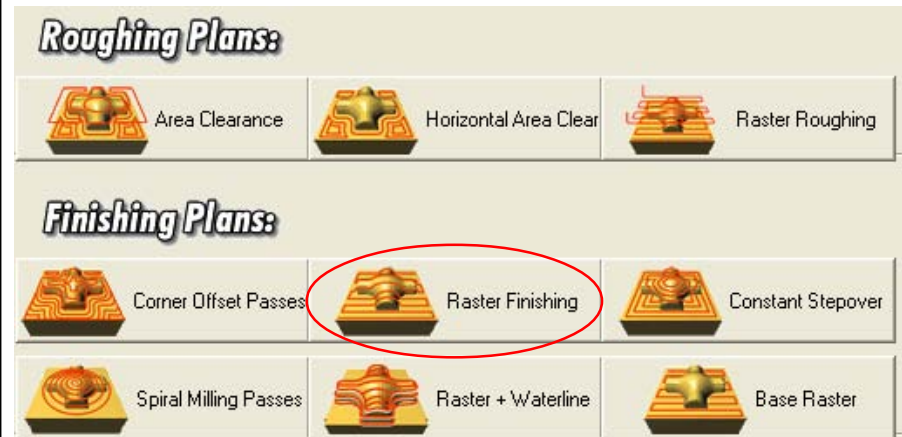 Roughing Plans:
Area Clearance Horizontal Area Clear Raster Roughing
Finishing Plans:
Corner Offset Passes Raster Finishing Constant Stepover
Spiral Milling Passes Raster + Waterline Base Raster